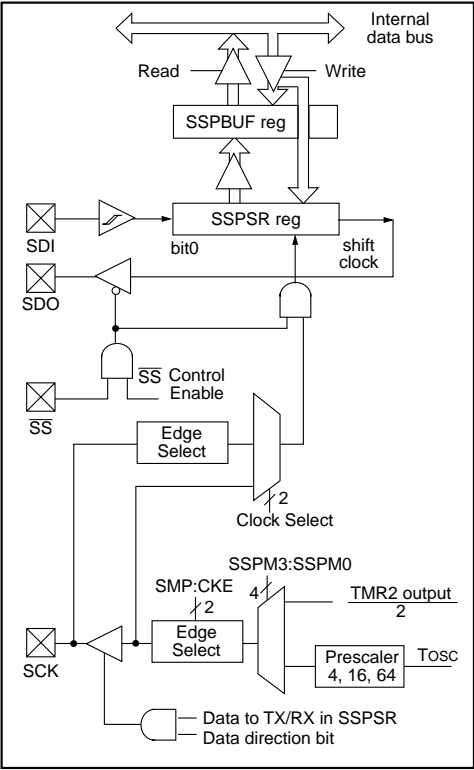 Internal
data bus
Read
Write
SSPBUF reg
SSPSR reg
SDI
bit0
shift
clock
SDO
SS Control
Enable
SS
Edge
Select
2
Clock Select
SSPM3:SSPM0
SMP:CKE
4
TMR2 output
2
2
Edge
Select
SCK
Prescaler
4, 16, 64
TOSC
Data to TX/RX in SSPSR
Data direction bit